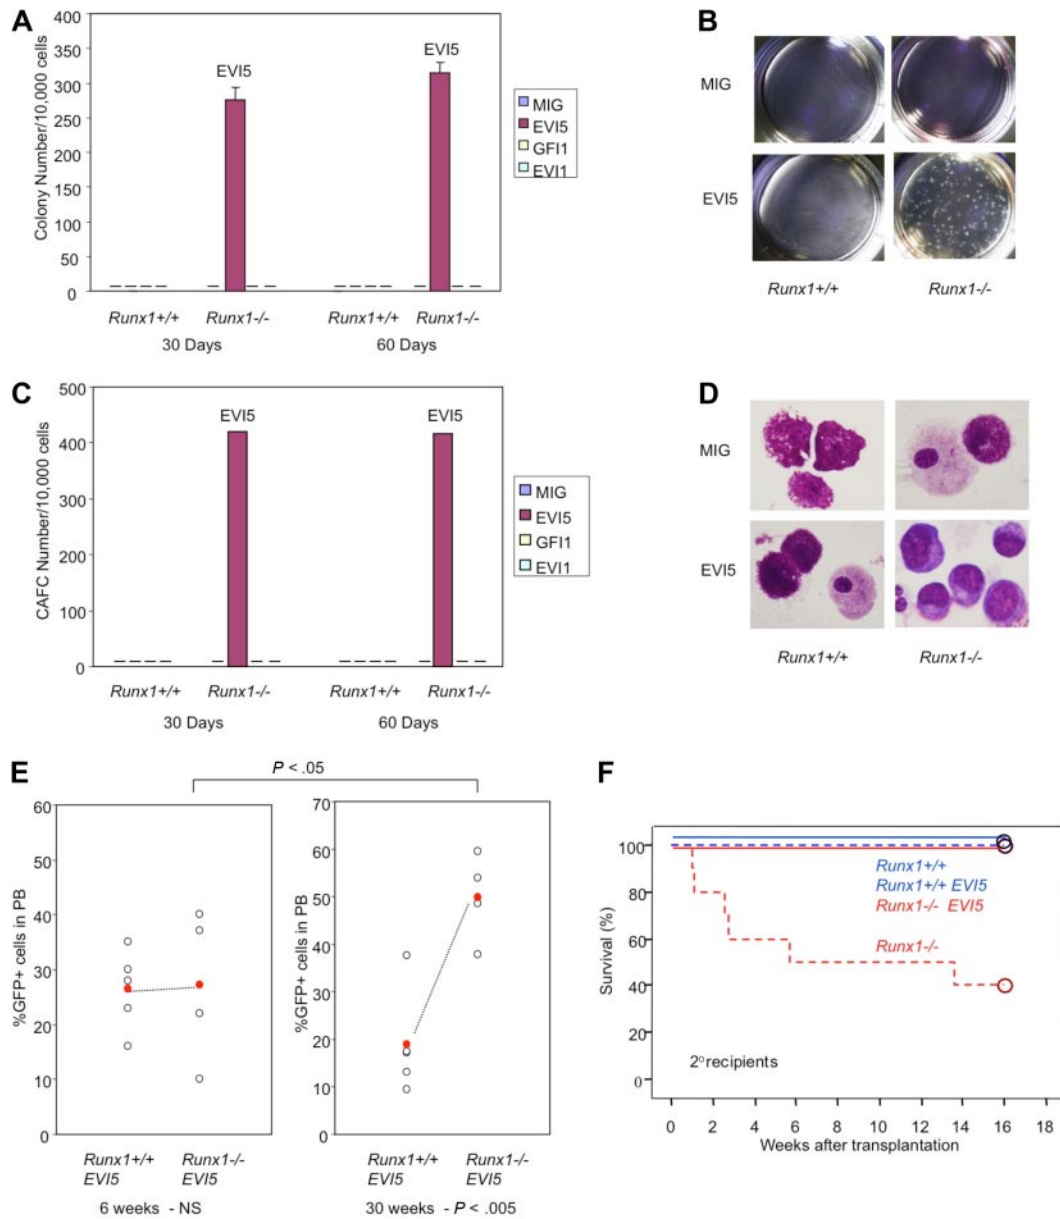 A
Colony Number/10,000 cells
400
350
300
250
200
150
100
50
0
EVI5
EVI5
MIG
EVI5
GFI1
EVI1
Runx1+/+
Runx1-/-
Runx1+/+
Runx1-/-
30 Days
60 Days
B
MIG
EVI5
Runx1+/+
Runx1-/-
C
CAFC Number/10,000 cells
500
400
300
200
100
0
EVI5
EVI5
MIG
EVI5
GFI1
EVI1
Runx1+/+
Runx1-/-
Runx1+/+
Runx1-/-
30 Days
60 Days
D
MIG
EVI5
Runx1+/+
Runx1-/-
E
P < .05
%GFP+ cells in PB
60
50
40
30
20
10
0
Runx1+/+
EVI5
Runx1-/-
EVI5
6 weeks - NS
%GFP+ cells in PB
70
60
50
40
30
20
10
0
Runx1+/+
EVI5
Runx1-/-
EVI5
30 weeks - P < .005
F
Survival (%)
100
80
60
40
20
0
Runx1+/+
Runx1+/+ EVI5
Runx1-/- EVI5
Runx1-/-
2º recipients
0 2 4 6 8 10 12 14 16 18
Weeks after transplantation